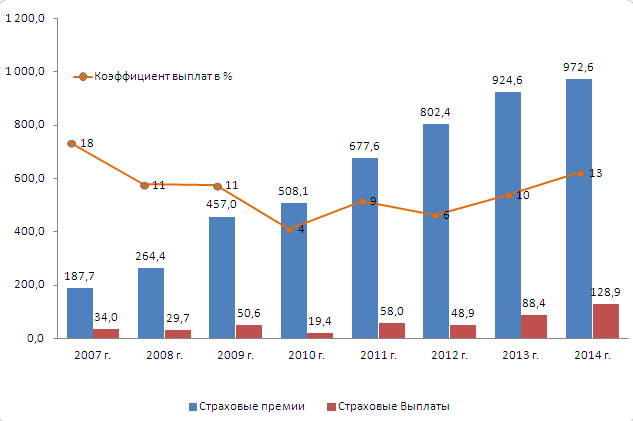 1 200,0
1 000,0
800,0
600,0
400,0
200,0
0,0
Коэффициент выплат в %
18
11
11
4
9
6
10
13
187,7
264,4
457,0
508,1
677,6
802,4
924,6
972,6
34,0
29,7
50,6
19,4
58,0
48,9
88,4
128,9
2007 г.
2008 г.
2009 г.
2010 г.
2011 г.
2012 г.
2013 г.
2014 г.
Страховые премии
Страховые Выплаты